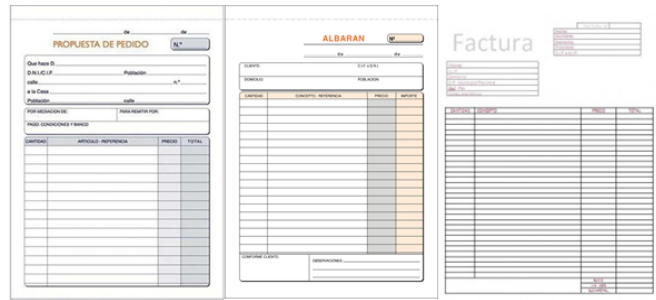 de de
PROPUESTA DE PEDIDO N.º
Que hace D.
D.N.I./C.I.F. Población
calle n.º
a la Casa
Población calle
POR MEDIACION DE: PARA REMITIR POR:
PAGO: CONDICIONES Y BANCO
CANTIDAD ARTICULO - REFERENCIA PRECIO TOTAL
ALBARAN Nº
de de
CLIENTE: C.I.F. o D.N.I.
DOMICILIO POBLACION
CANTIDAD CONCEPTO - REFERENCIA PRECIO IMPORTE
CONFORME CLIENTE: OBSERVACIONES:
Factura
CANTIDAD CONCEPTO PRECIO TOTAL